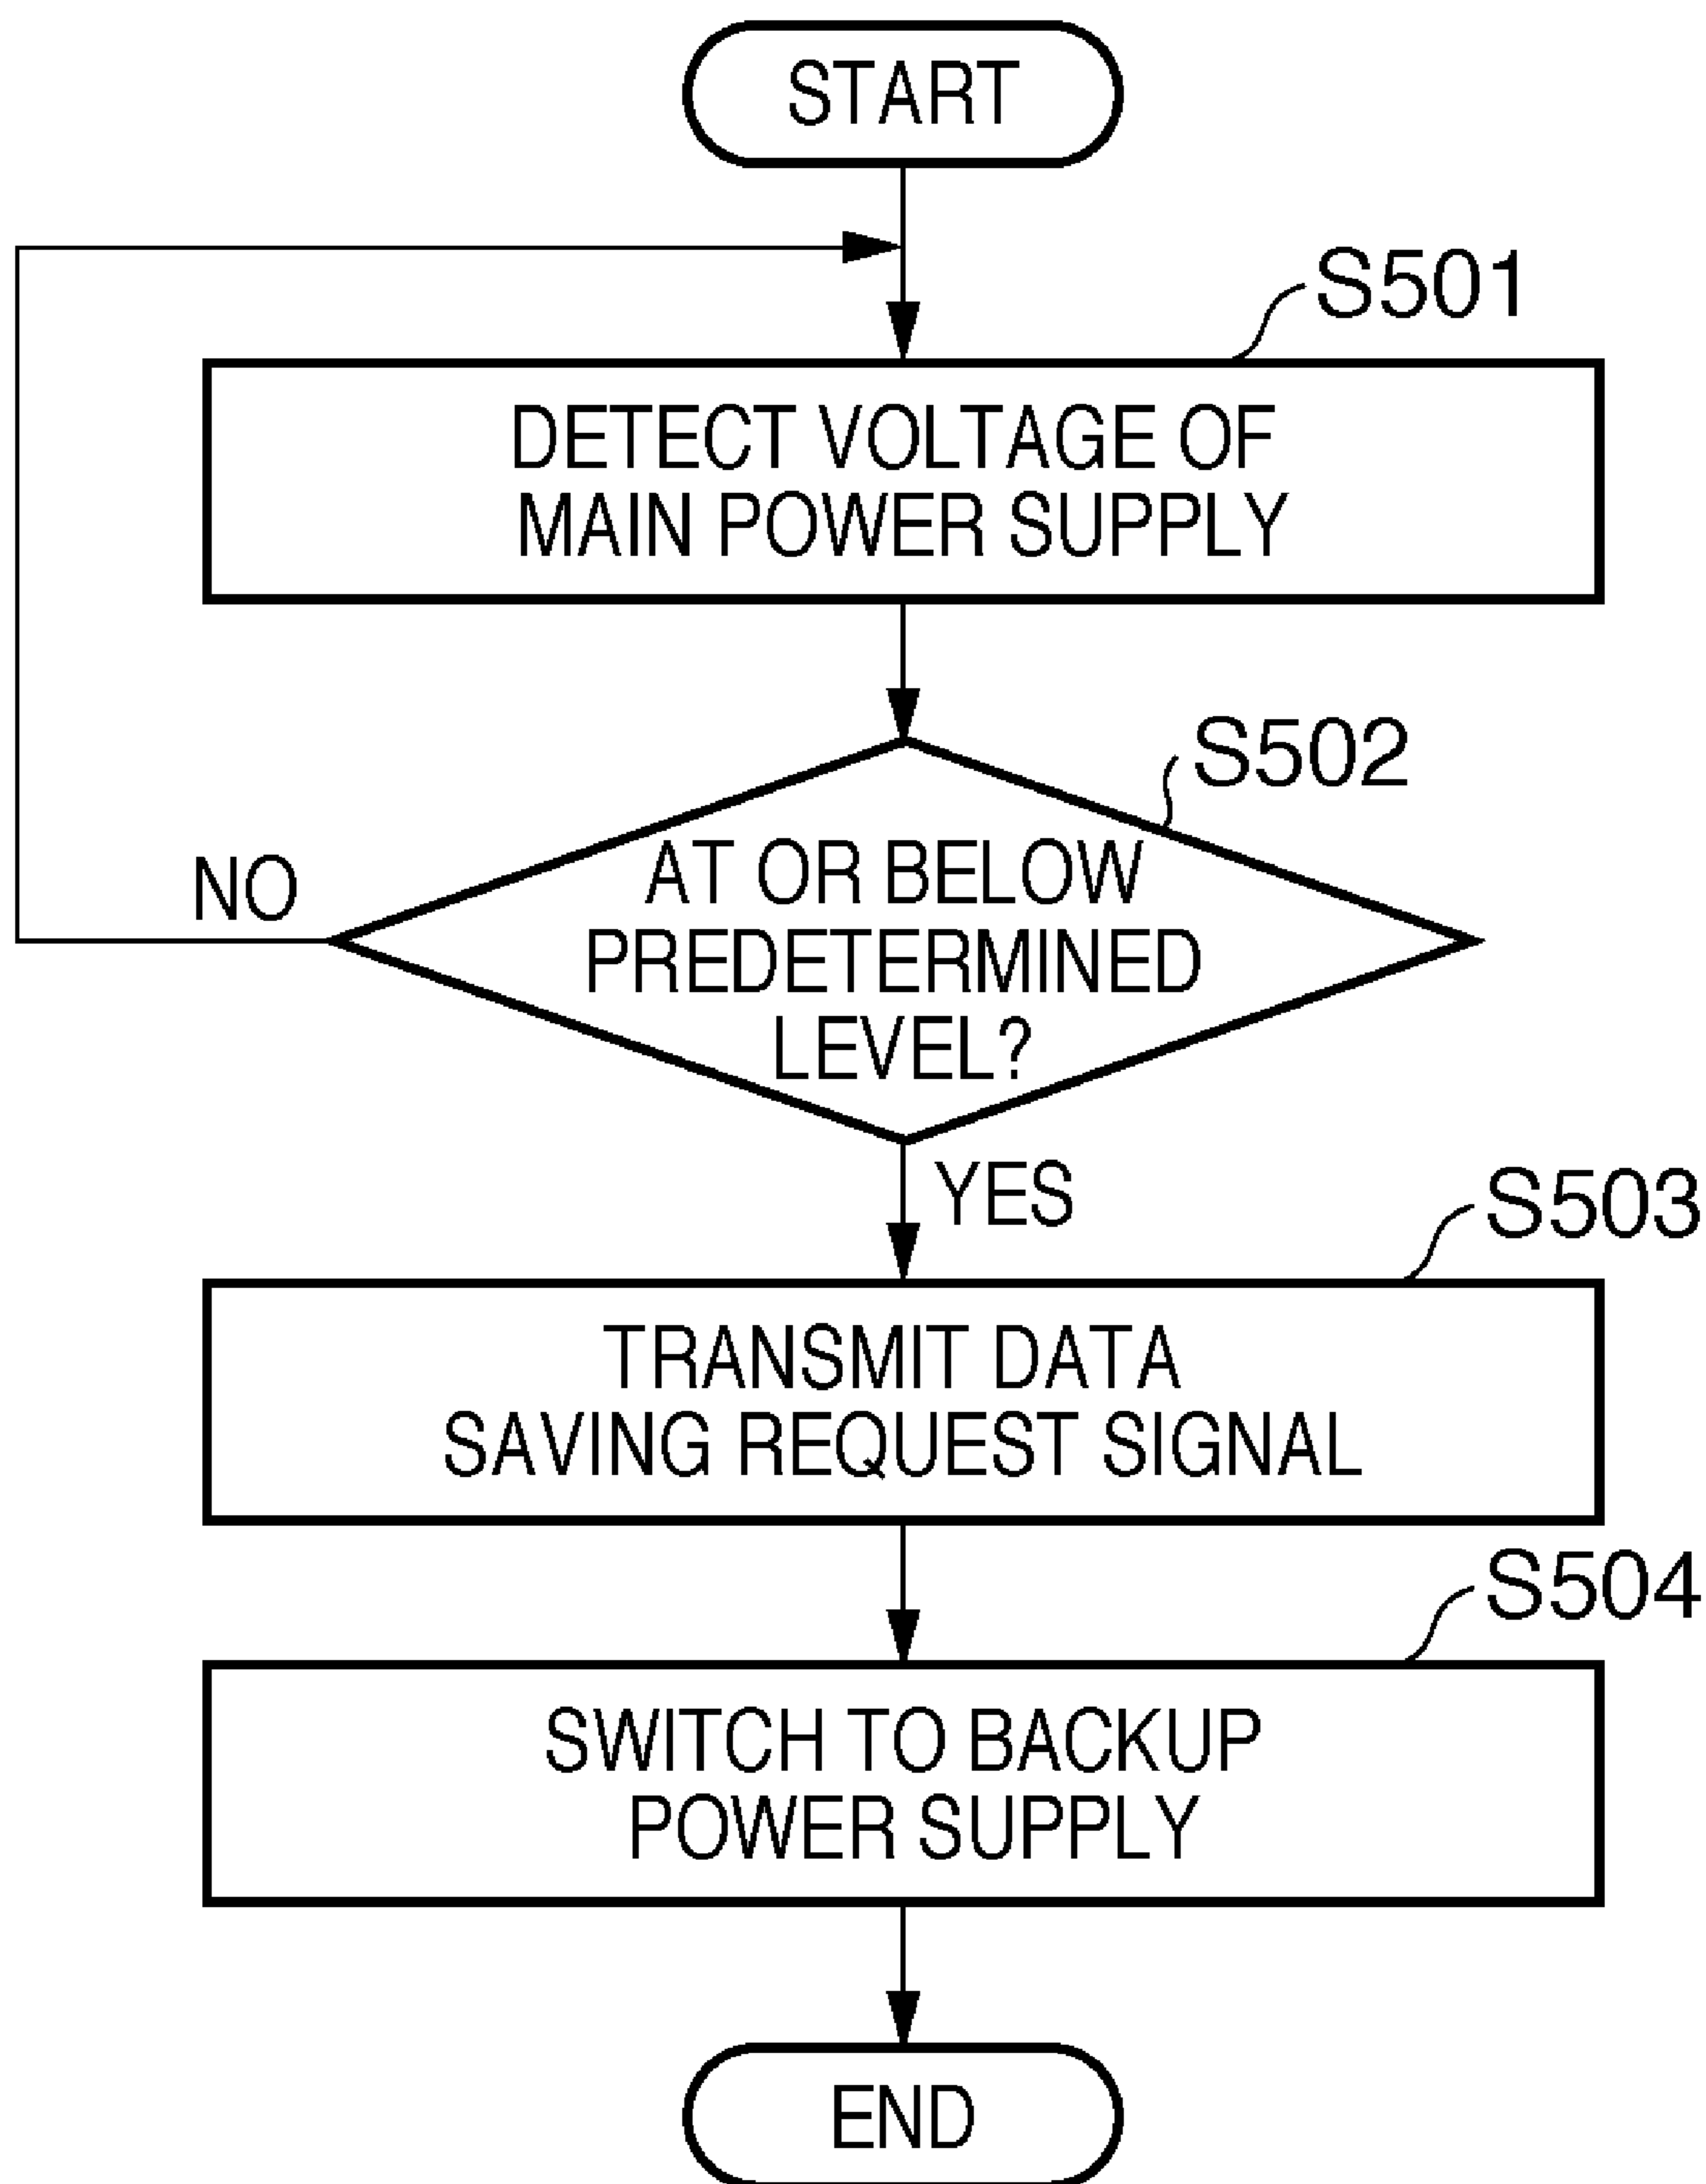 START
S501
DETECT VOLTAGE OF
MAIN POWER SUPPLY
S502
AT OR BELOW
PREDETERMINED
LEVEL?
NO
YES
S503
TRANSMIT DATA
SAVING REQUEST SIGNAL
S504
SWITCH TO BACKUP
POWER SUPPLY
END